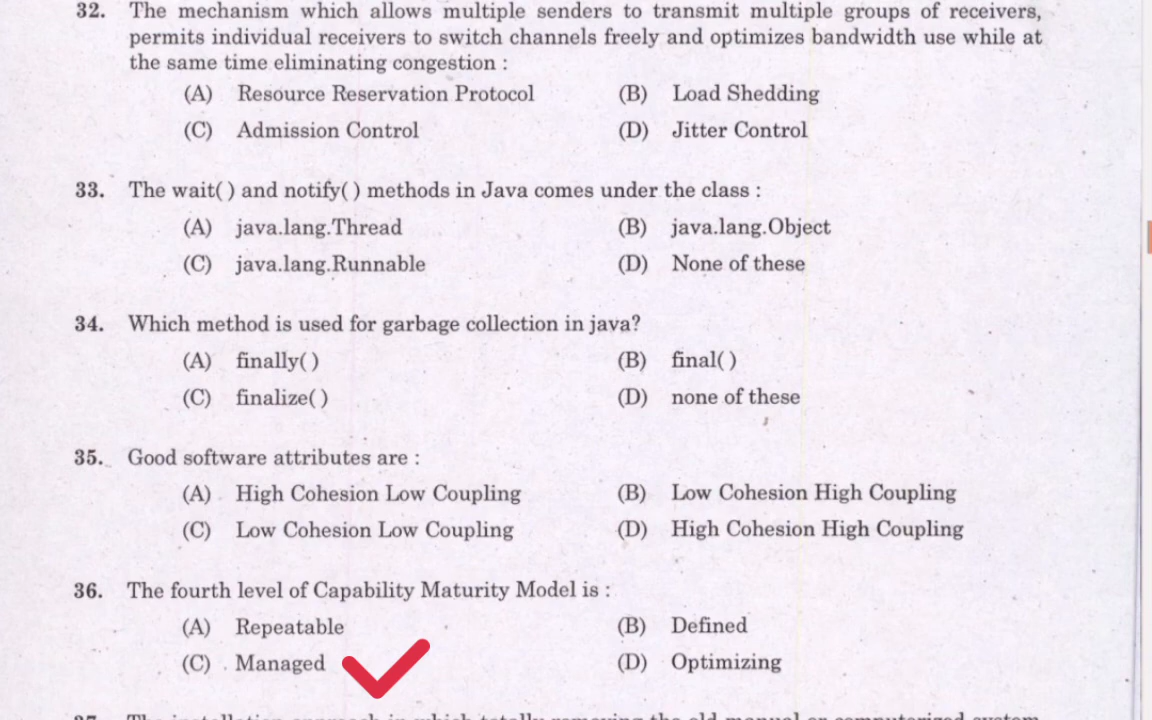 32. The mechanism which allows multiple senders to transmit multiple groups of receivers,
permits individual receivers to switch channels freely and optimizes bandwidth use while at
the same time eliminating congestion :
(A) Resource Reservation Protocol (B) Load Shedding
(C) Admission Control (D) Jitter Control
33. The wait( ) and notify( ) methods in Java comes under the class :
(A) java.lang.Thread (B) java.lang.Object
(C) java.lang.Runnable (D) None of these
34. Which method is used for garbage collection in java?
(A) finally( ) (B) final( )
(C) finalize( ) (D) none of these
35. Good software attributes are :
(A) High Cohesion Low Coupling (B) Low Cohesion High Coupling
(C) Low Cohesion Low Coupling (D) High Cohesion High Coupling
36. The fourth level of Capability Maturity Model is :
(A) Repeatable (B) Defined
(C) Managed (D) Optimizing